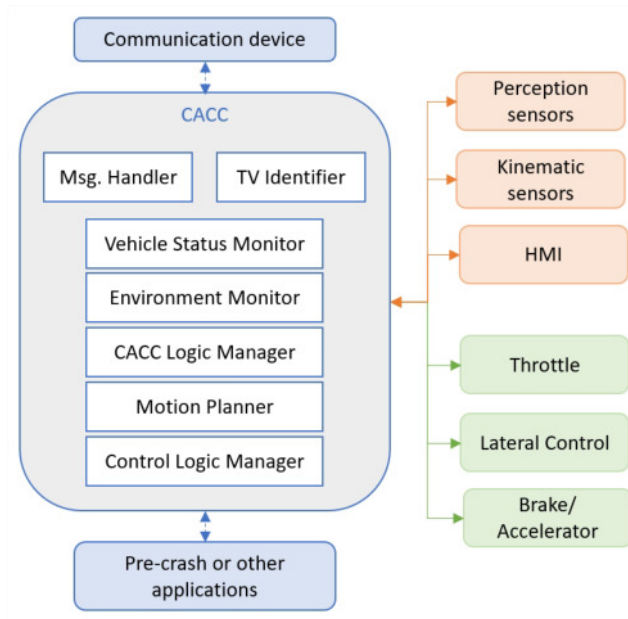 Communication device
CACC
Msg. Handler
TV Identifier
Vehicle Status Monitor
Environment Monitor
CACC Logic Manager
Motion Planner
Control Logic Manager
Pre-crash or other
applications
Perception
sensors
Kinematic
sensors
HMI
Throttle
Lateral Control
Brake/
Accelerator